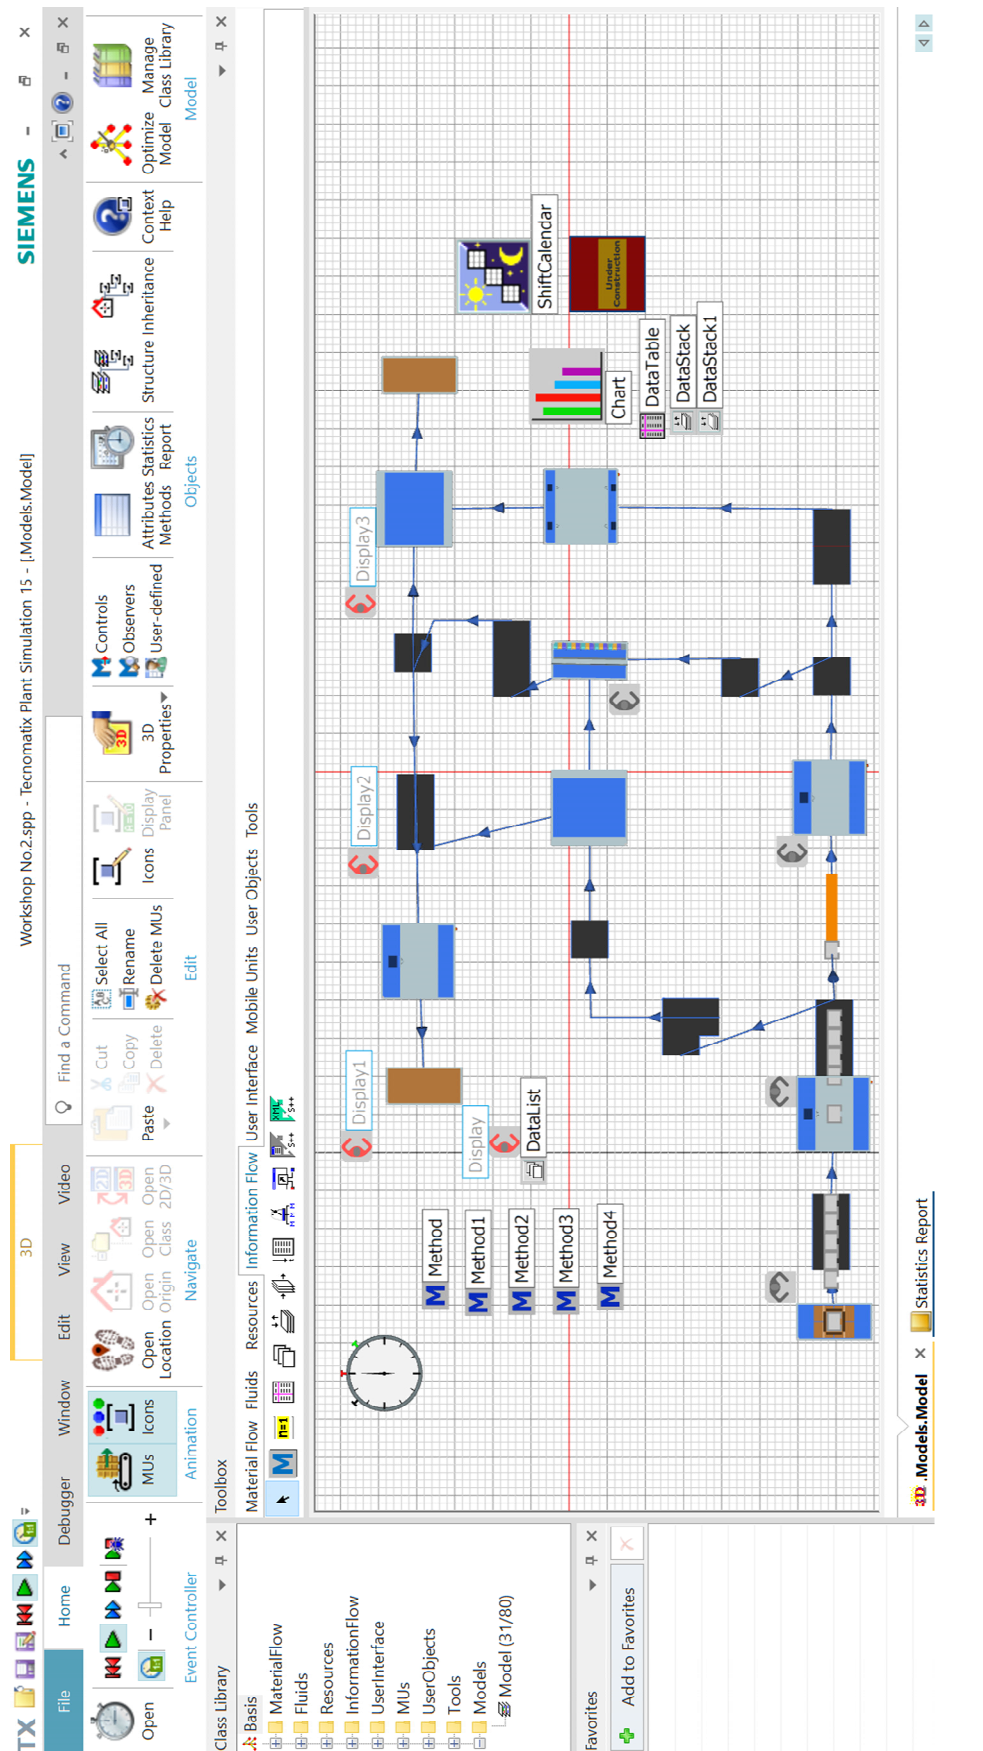 TX
Workshop No.2.spp - Tecnomatix Plant Simulation 15 - [.Models.Model]
SIEMENS
3D
File
Home
Debugger
Window
Edit
View
Video
Find a Command
Open
Event Controller
MUs
Icons
Animation
Open Location
Open Origin
Open Class
Open 2D/3D
Navigate
Paste
Cut
Copy
Delete
Select All
Rename
Delete MUs
Edit
Icons
Display Panel
3D Properties
Controls
Observers
User-defined
Attributes Methods
Statistics Report
Objects
Structure
Inheritance
Context Help
Optimize Model
Manage Class Library
Model
Class Library
Basis
MaterialFlow
Fluids
Resources
InformationFlow
UserInterface
MUs
UserObjects
Tools
Models
Model (31/80)
Favorites
Add to Favorites
Toolbox
Material Flow
Fluids
Resources
Information Flow
User Interface
Mobile Units
User Objects
Tools
M
n=1
XML
Display1
Display2
Display3
Display
DataList
M Method
M Method1
M Method2
M Method3
M Method4
ShiftCalendar
Under Construction
Chart
DataTable
DataStack
DataStack1
3D .Models.Model
Statistics Report